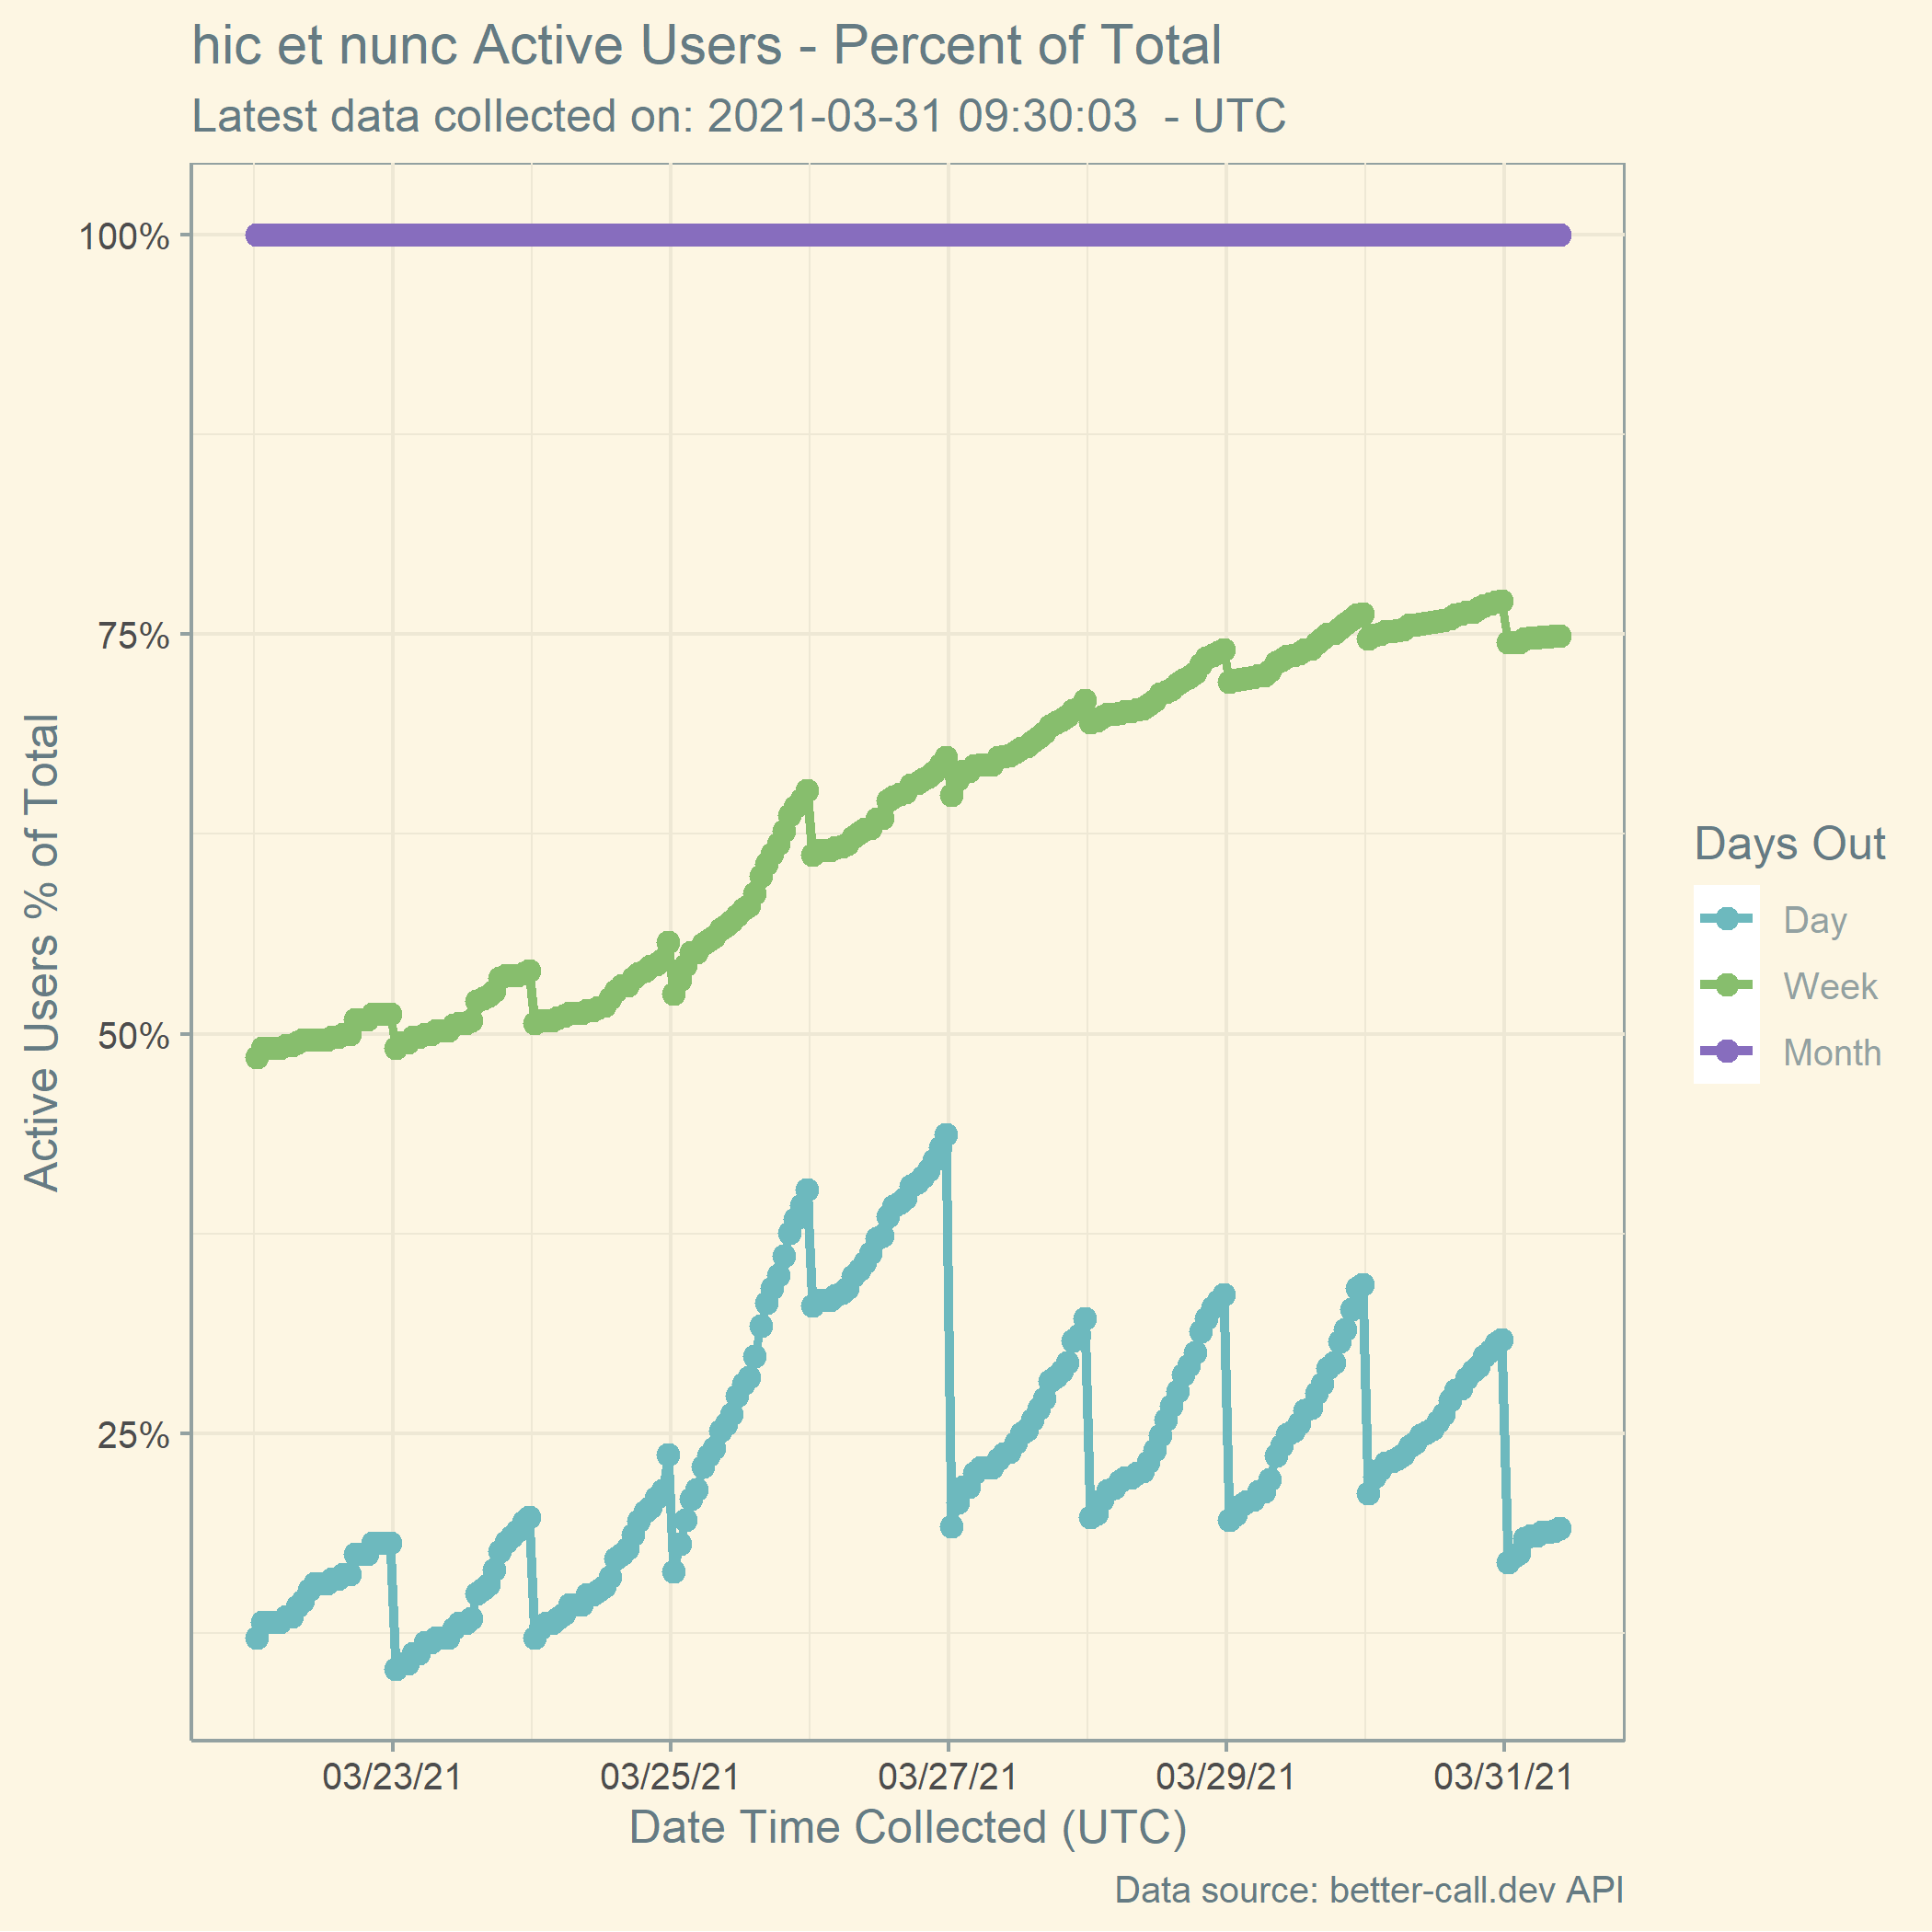 hic et nunc Active Users - Percent of Total
Latest data collected on: 2021-03-31 09:30:03  - UTC
Active Users % of Total
100%
75%
50%
25%
03/23/21
03/25/21
03/27/21
03/29/21
03/31/21
Date Time Collected (UTC)
Days Out
Day
Week
Month
Data source: better-call.dev API